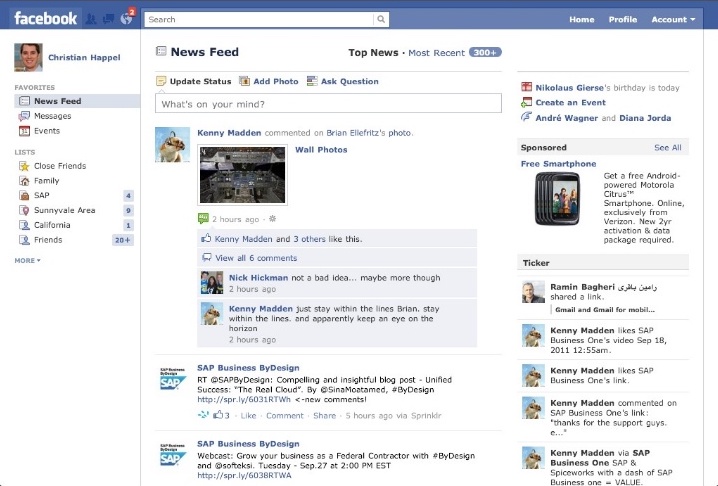 facebook
2
Search
Home
Profile
Account
Christian Happel
FAVORITES
News Feed
Messages
Events
LISTS
Close Friends
Family
SAP 4
Sunnyvale Area 9
California 1
Friends 20+
MORE
News Feed
Top News · Most Recent 300+
Update Status
Add Photo
Ask Question
What's on your mind?
Kenny Madden commented on Brian Ellefritz's photo.
Wall Photos
2 hours ago ·
Kenny Madden and 3 others like this.
View all 6 comments
Nick Hickman not a bad idea... maybe more though
2 hours ago
Kenny Madden just stay within the lines Brian. stay
within the lines. and apparently keep an eye on the
horizon
2 hours ago
SAP Business ByDesign
SAP Business ByDesign
SAP
RT @SAPByDesign: Compelling and insightful blog post - Unified
Success: "The Real Cloud". By @SinaMoatamed, #ByDesign
http://spr.ly/6031RTWh <-new comments!
3 · Like · Comment · Share · 5 hours ago via Sprinklr
SAP Business ByDesign
SAP Business ByDesign
SAP
Webcast: Grow your business as a Federal Contractor with #ByDesign
and @softeksi. Tuesday - Sep.27 at 2:00 PM EST
http://spr.ly/6038RTWA
Nikolaus Gierse's birthday is today
Create an Event
André Wagner and Diana Jorda
Sponsored
See All
Free Smartphone
Get a free Android-
powered Motorola
Citrus™
Smartphone. Online,
exclusively from
Verizon. New 2yr
activation & data
package required.
Ticker
Ramin Bagheri رامین باقری
shared a link.
Gmail and Gmail for mobil...
Kenny Madden likes SAP
Business One's video Sep 18,
2011 12:55am.
Kenny Madden likes SAP
Business One's link.
Kenny Madden commented on
SAP Business One's link:
"thanks for the support guys.
e..."
Kenny Madden via SAP
Business One SAP &
Spiceworks with a dash of SAP
Business one = VALUE.